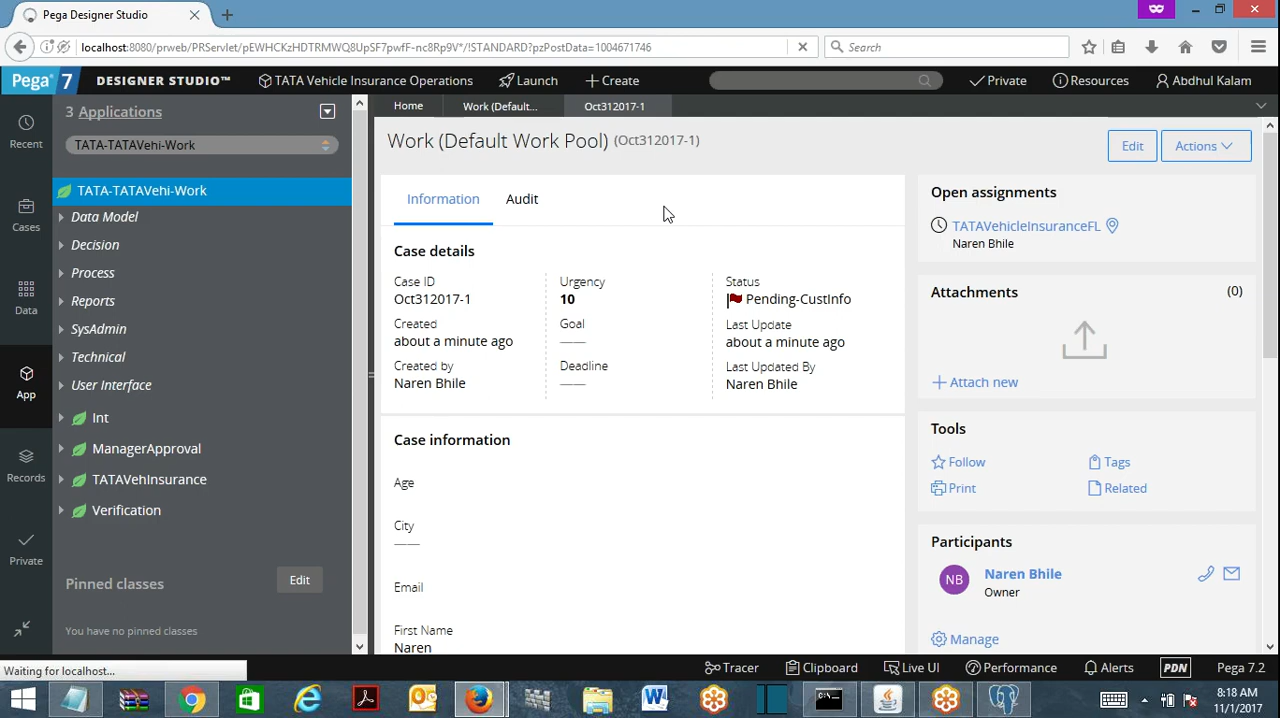 Pega Designer Studio
localhost:8080/prweb/PRServlet/pEWHCKzHDTRMWQ8UpSF7pwfF-nc8Rp9V*/!STANDARD?pzPostData=1004671746
Search
Pega 7 DESIGNER STUDIO™ TATA Vehicle Insurance Operations Launch Create Private Resources Abdhul Kalam
Recent
Cases
Data
App
Records
Private
3 Applications
TATA-TATAVehi-Work
TATA-TATAVehi-Work
Data Model
Decision
Process
Reports
SysAdmin
Technical
User Interface
Int
ManagerApproval
TATAVehInsurance
Verification
Pinned classes
Edit
You have no pinned classes
Home Work (Default... Oct312017-1
Work (Default Work Pool) (Oct312017-1)
Edit Actions
Information Audit
Case details
Case ID Urgency Status
Oct312017-1 10 Pending-CustInfo
Created Goal Last Update
about a minute ago about a minute ago
Created by Deadline Last Updated By
Naren Bhile Naren Bhile
Case information
Age
City
Email
First Name
Naren
Open assignments
TATAVehicleInsuranceFL
Naren Bhile
Attachments (0)
Attach new
Tools
Follow Tags
Print Related
Participants
NB Naren Bhile
Owner
Manage
Waiting for localhost...
Tracer Clipboard Live UI Performance Alerts PDN Pega 7.2
8:18 AM
11/1/2017